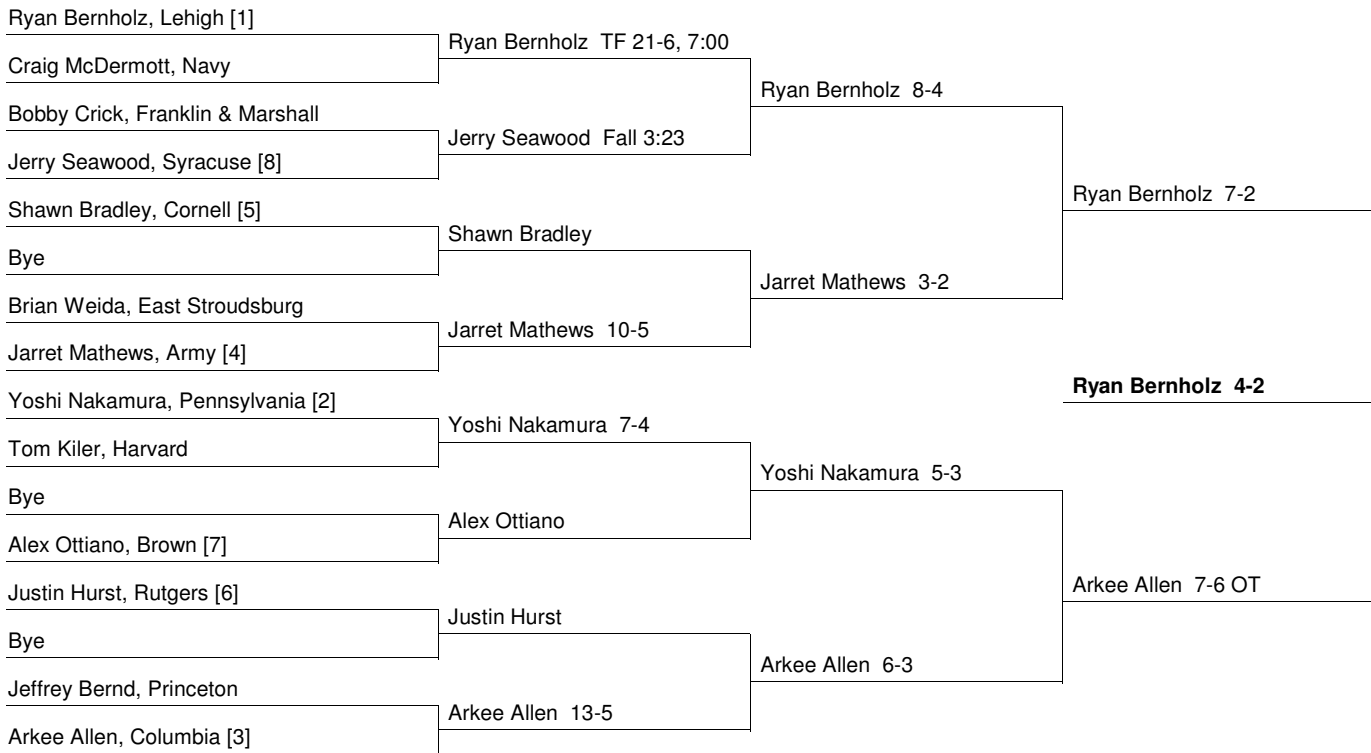 Ryan Bernholz, Lehigh [1]
Craig McDermott, Navy
Bobby Crick, Franklin & Marshall
Jerry Seawood, Syracuse [8]
Shawn Bradley, Cornell [5]
Bye
Brian Weida, East Stroudsburg
Jarret Mathews, Army [4]
Yoshi Nakamura, Pennsylvania [2]
Tom Kiler, Harvard
Bye
Alex Ottiano, Brown [7]
Justin Hurst, Rutgers [6]
Bye
Jeffrey Bernd, Princeton
Arkee Allen, Columbia [3]
Ryan Bernholz TF 21-6, 7:00
Jerry Seawood Fall 3:23
Shawn Bradley
Jarret Mathews 10-5
Yoshi Nakamura 7-4
Alex Ottiano
Justin Hurst
Arkee Allen 13-5
Ryan Bernholz 8-4
Jarret Mathews 3-2
Yoshi Nakamura 5-3
Arkee Allen 6-3
Ryan Bernholz 7-2
Ryan Bernholz 4-2
Arkee Allen 7-6 OT